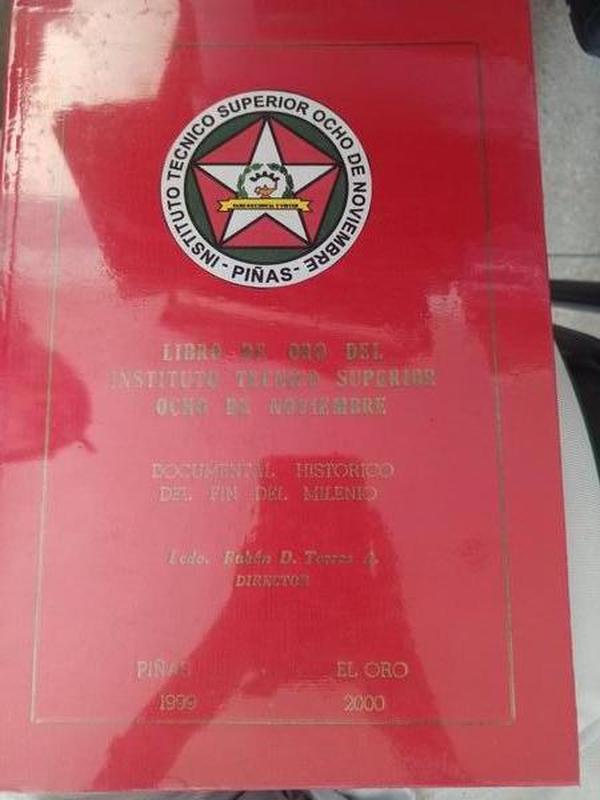 INSTITUTO TECNICO SUPERIOR OCHO DE NOVIEMBRE
- PIÑAS -
LIBRO DE ORO DEL
INSTITUTO TECNICO SUPERIOR
OCHO DE NOVIEMBRE
DOCUMENTAL HISTORICO
DEL FIN DEL MILENIO
Lcdo. Rubén D. Torres A.
DIRECTOR
PIÑAS EL ORO
1999 2000